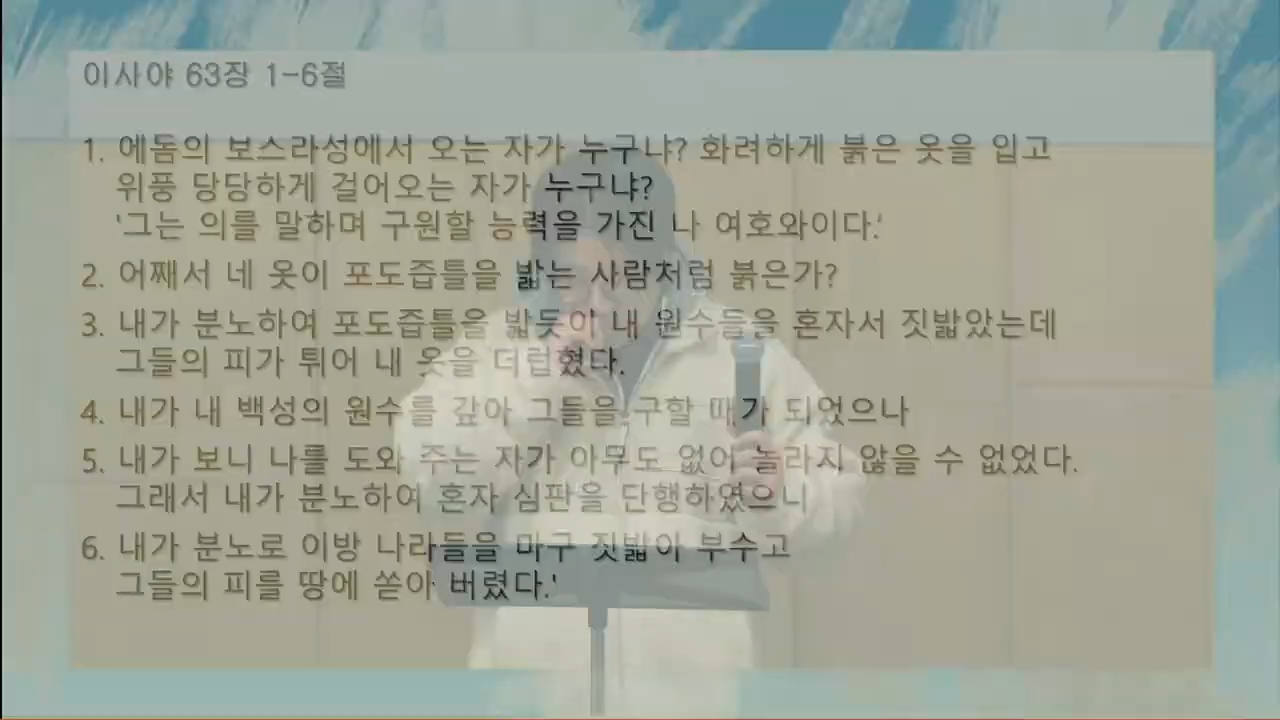 이사야 63장 1-6절
1. 에돔의 보스라성에서 오는 자가 누구냐? 화려하게 붉은 옷을 입고
위풍 당당하게 걸어오는 자가 누구냐?
'그는 의를 말하며 구원할 능력을 가진 나 여호와이다.'
2. 어째서 네 옷이 포도즙틀을 밟는 사람처럼 붉은가?
3. 내가 분노하여 포도즙틀을 밟듯이 내 원수들을 혼자서 짓밟았는데
그들의 피가 튀어 내 옷을 더럽혔다.
4. 내가 내 백성의 원수를 갚아 그들을 구할 때가 되었으나
5. 내가 보니 나를 도와 주는 자가 아무도 없어 놀라지 않을 수 없었다.
그래서 내가 분노하여 혼자 심판을 단행하였으니
6. 내가 분노로 이방 나라들을 마구 짓밟아 부수고
그들의 피를 땅에 쏟아 버렸다.'